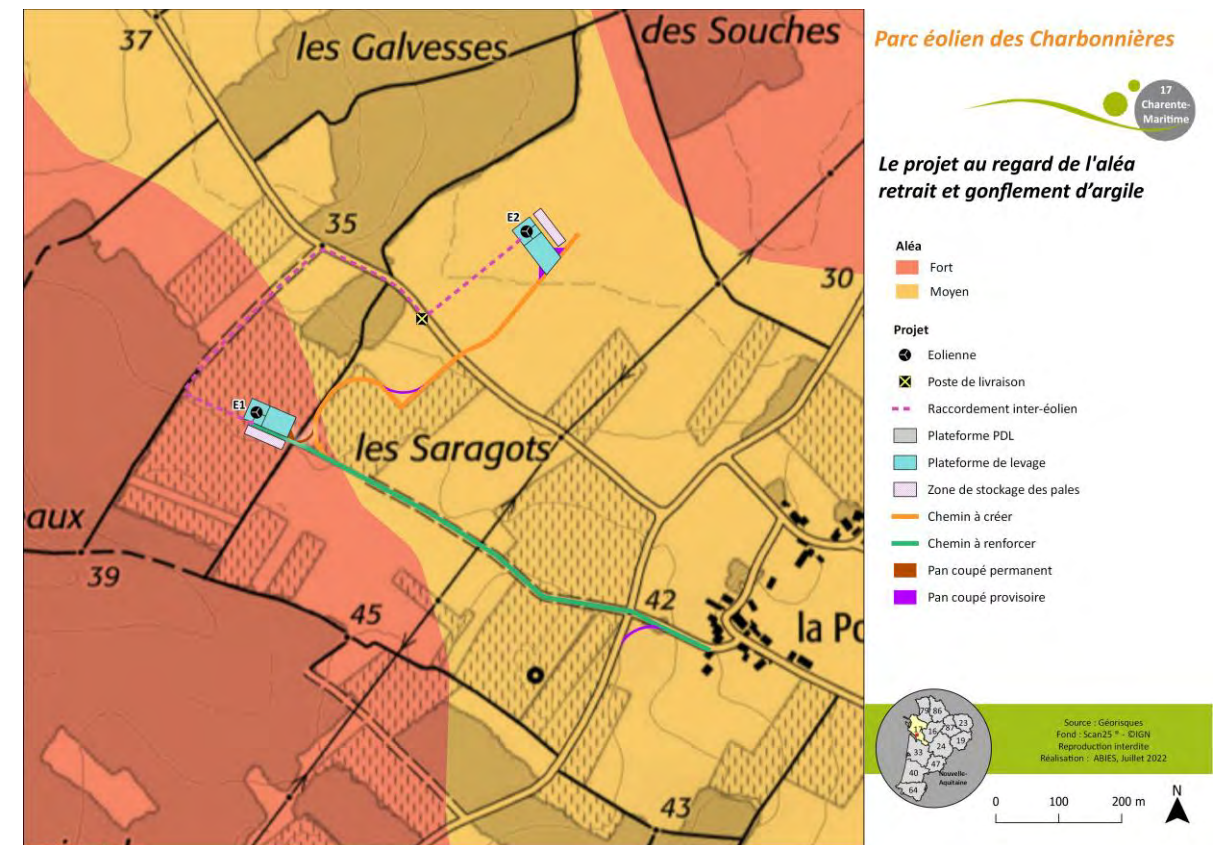 37
les Galvesses
des Souches
35
E2
30
E1
les Saragots
aux
39
45
42
la Po
43
Parc éolien des Charbonnières
17
Charente-
Maritime
Le projet au regard de l'aléa
retrait et gonflement d’argile
Aléa
Fort
Moyen
Projet
Eolienne
Poste de livraison
Raccordement inter-éolien
Plateforme PDL
Plateforme de levage
Zone de stockage des pales
Chemin à créer
Chemin à renforcer
Pan coupé permanent
Pan coupé provisoire
79 86
17 16 87 23
19
33 24
47
40
64
Nouvelle-
Aquitaine
Source : Géorisques
Fond : Scan25 ® - ©IGN
Reproduction interdite
Réalisation : ABIES, Juillet 2022
0 100 200 m
N